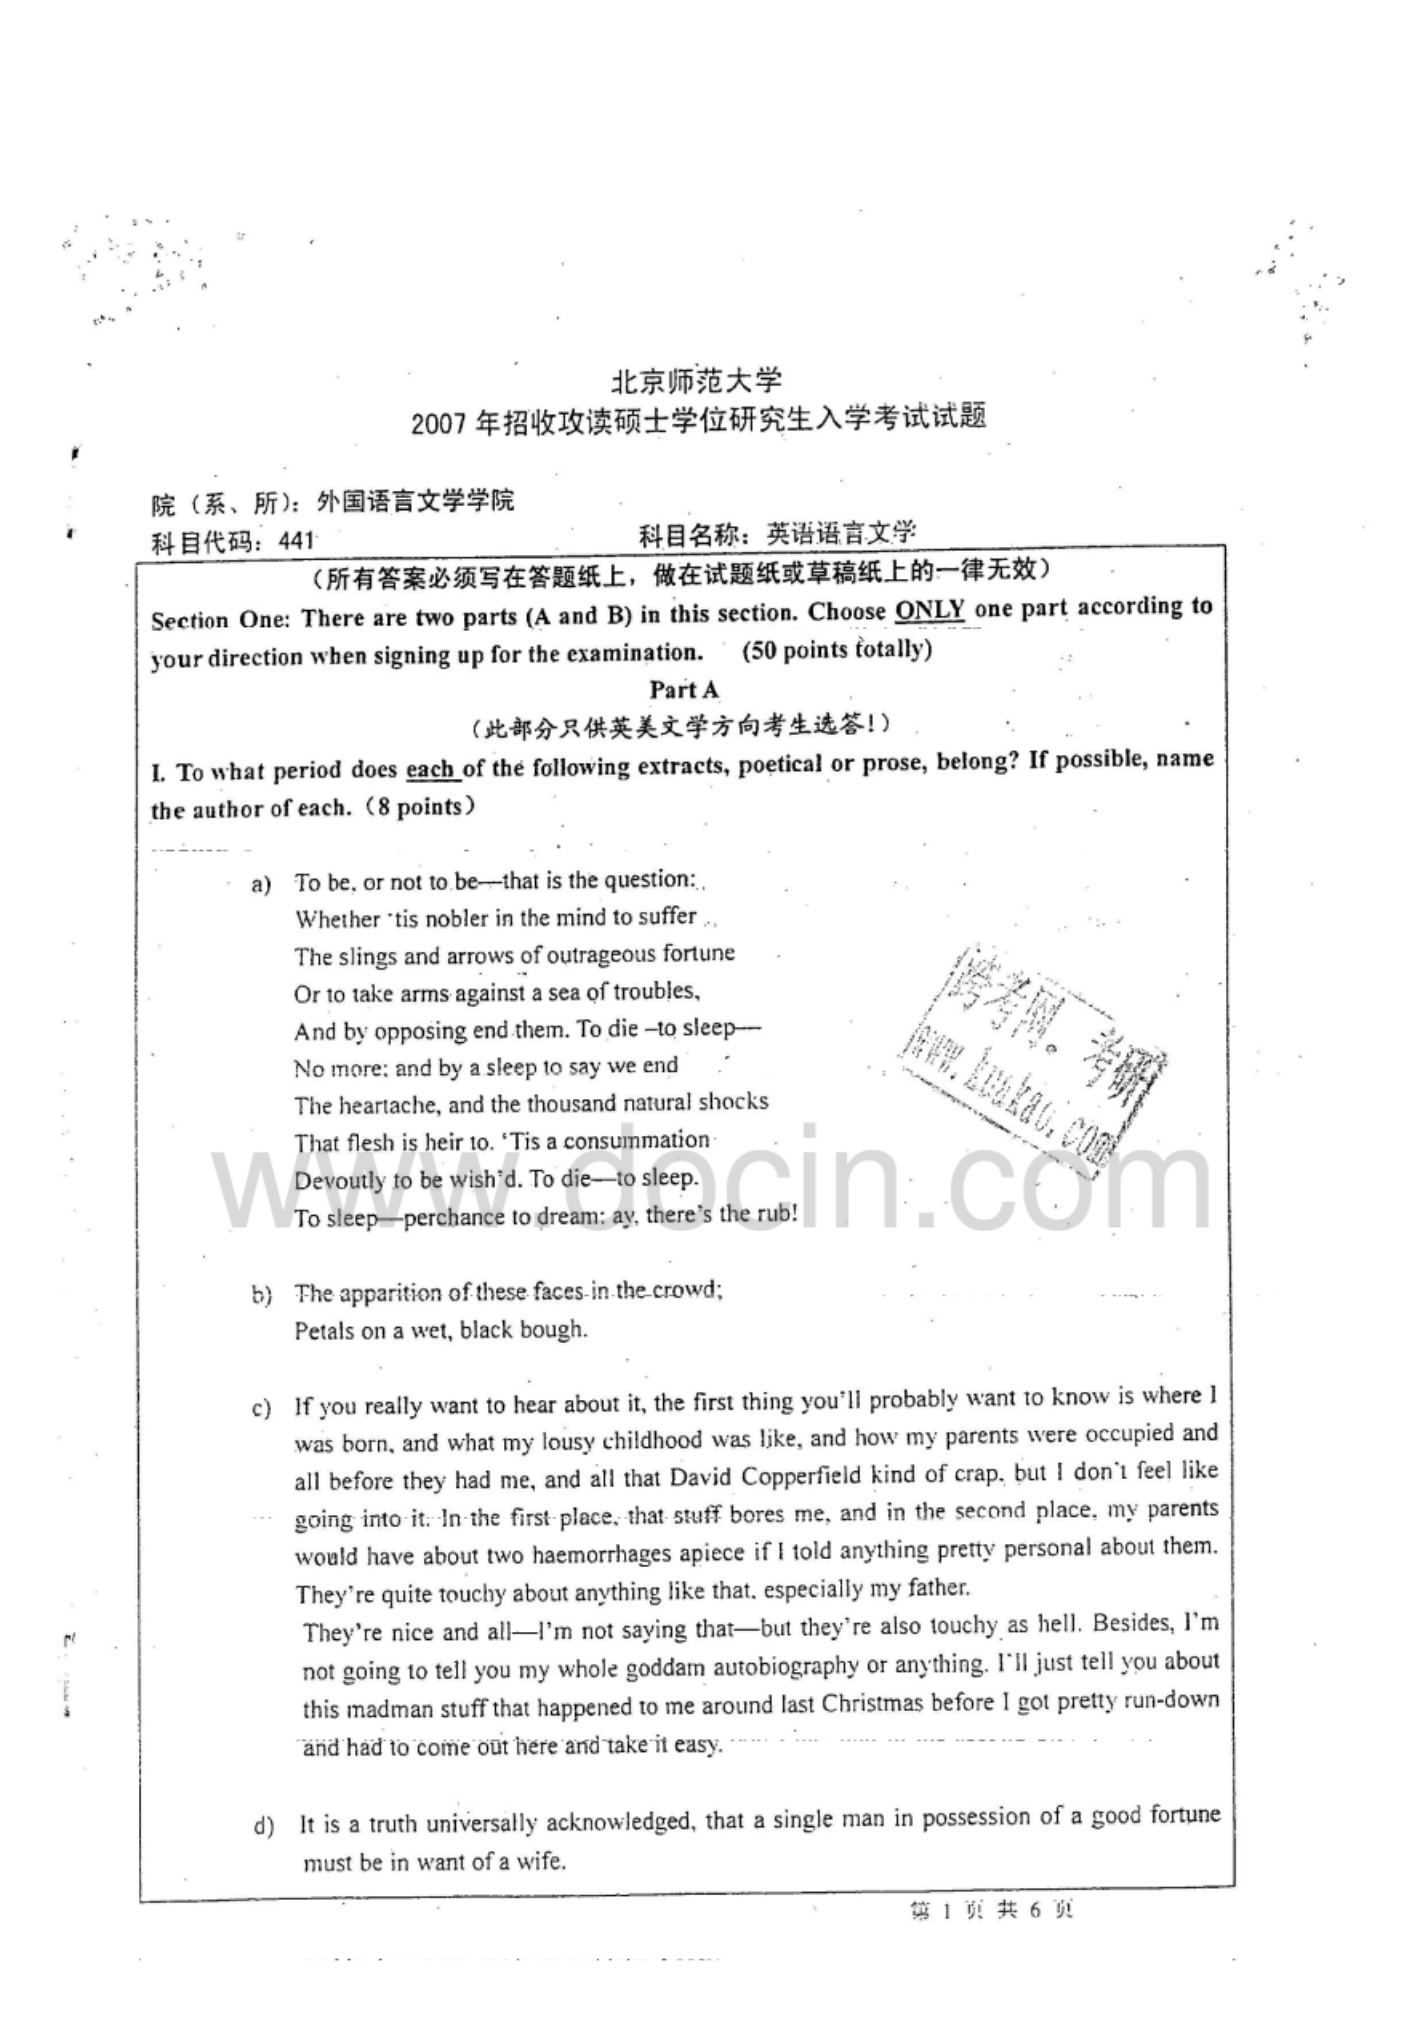 北京师范大学
2007 年招收攻读硕士学位研究生入学考试试题
院（系、所）：外国语言文学学院
科目代码：441 科目名称：英语语言文学
（所有答案必须写在答题纸上，做在试题纸或草稿纸上的一律无效）
Section One: There are two parts (A and B) in this section. Choose ONLY one part according to
your direction when signing up for the examination. (50 points totally)
Part A
（此部分只供英美文学方向考生选答！）
I. To what period does each of the following extracts, poetical or prose, belong? If possible, name
the author of each.（8 points）
a) To be, or not to be—that is the question:
Whether 'tis nobler in the mind to suffer
The slings and arrows of outrageous fortune
Or to take arms against a sea of troubles,
And by opposing end them. To die –to sleep—
No more; and by a sleep to say we end
The heartache, and the thousand natural shocks
That flesh is heir to. 'Tis a consummation
Devoutly to be wish'd. To die—to sleep.
To sleep—perchance to dream: ay, there's the rub!
跨考网。考研
www.kuakao.com
www.docin.com
b) The apparition of these faces in the crowd;
Petals on a wet, black bough.
c) If you really want to hear about it, the first thing you'll probably want to know is where I
was born, and what my lousy childhood was like, and how my parents were occupied and
all before they had me, and all that David Copperfield kind of crap, but I don't feel like
going into it. In the first place, that stuff bores me, and in the second place, my parents
would have about two haemorrhages apiece if I told anything pretty personal about them.
They're quite touchy about anything like that, especially my father.
They're nice and all—I'm not saying that—but they're also touchy as hell. Besides, I'm
not going to tell you my whole goddam autobiography or anything. I'll just tell you about
this madman stuff that happened to me around last Christmas before I got pretty run-down
and had to come out here and take it easy.
d) It is a truth universally acknowledged, that a single man in possession of a good fortune
must be in want of a wife.
第 1 页 共 6 页